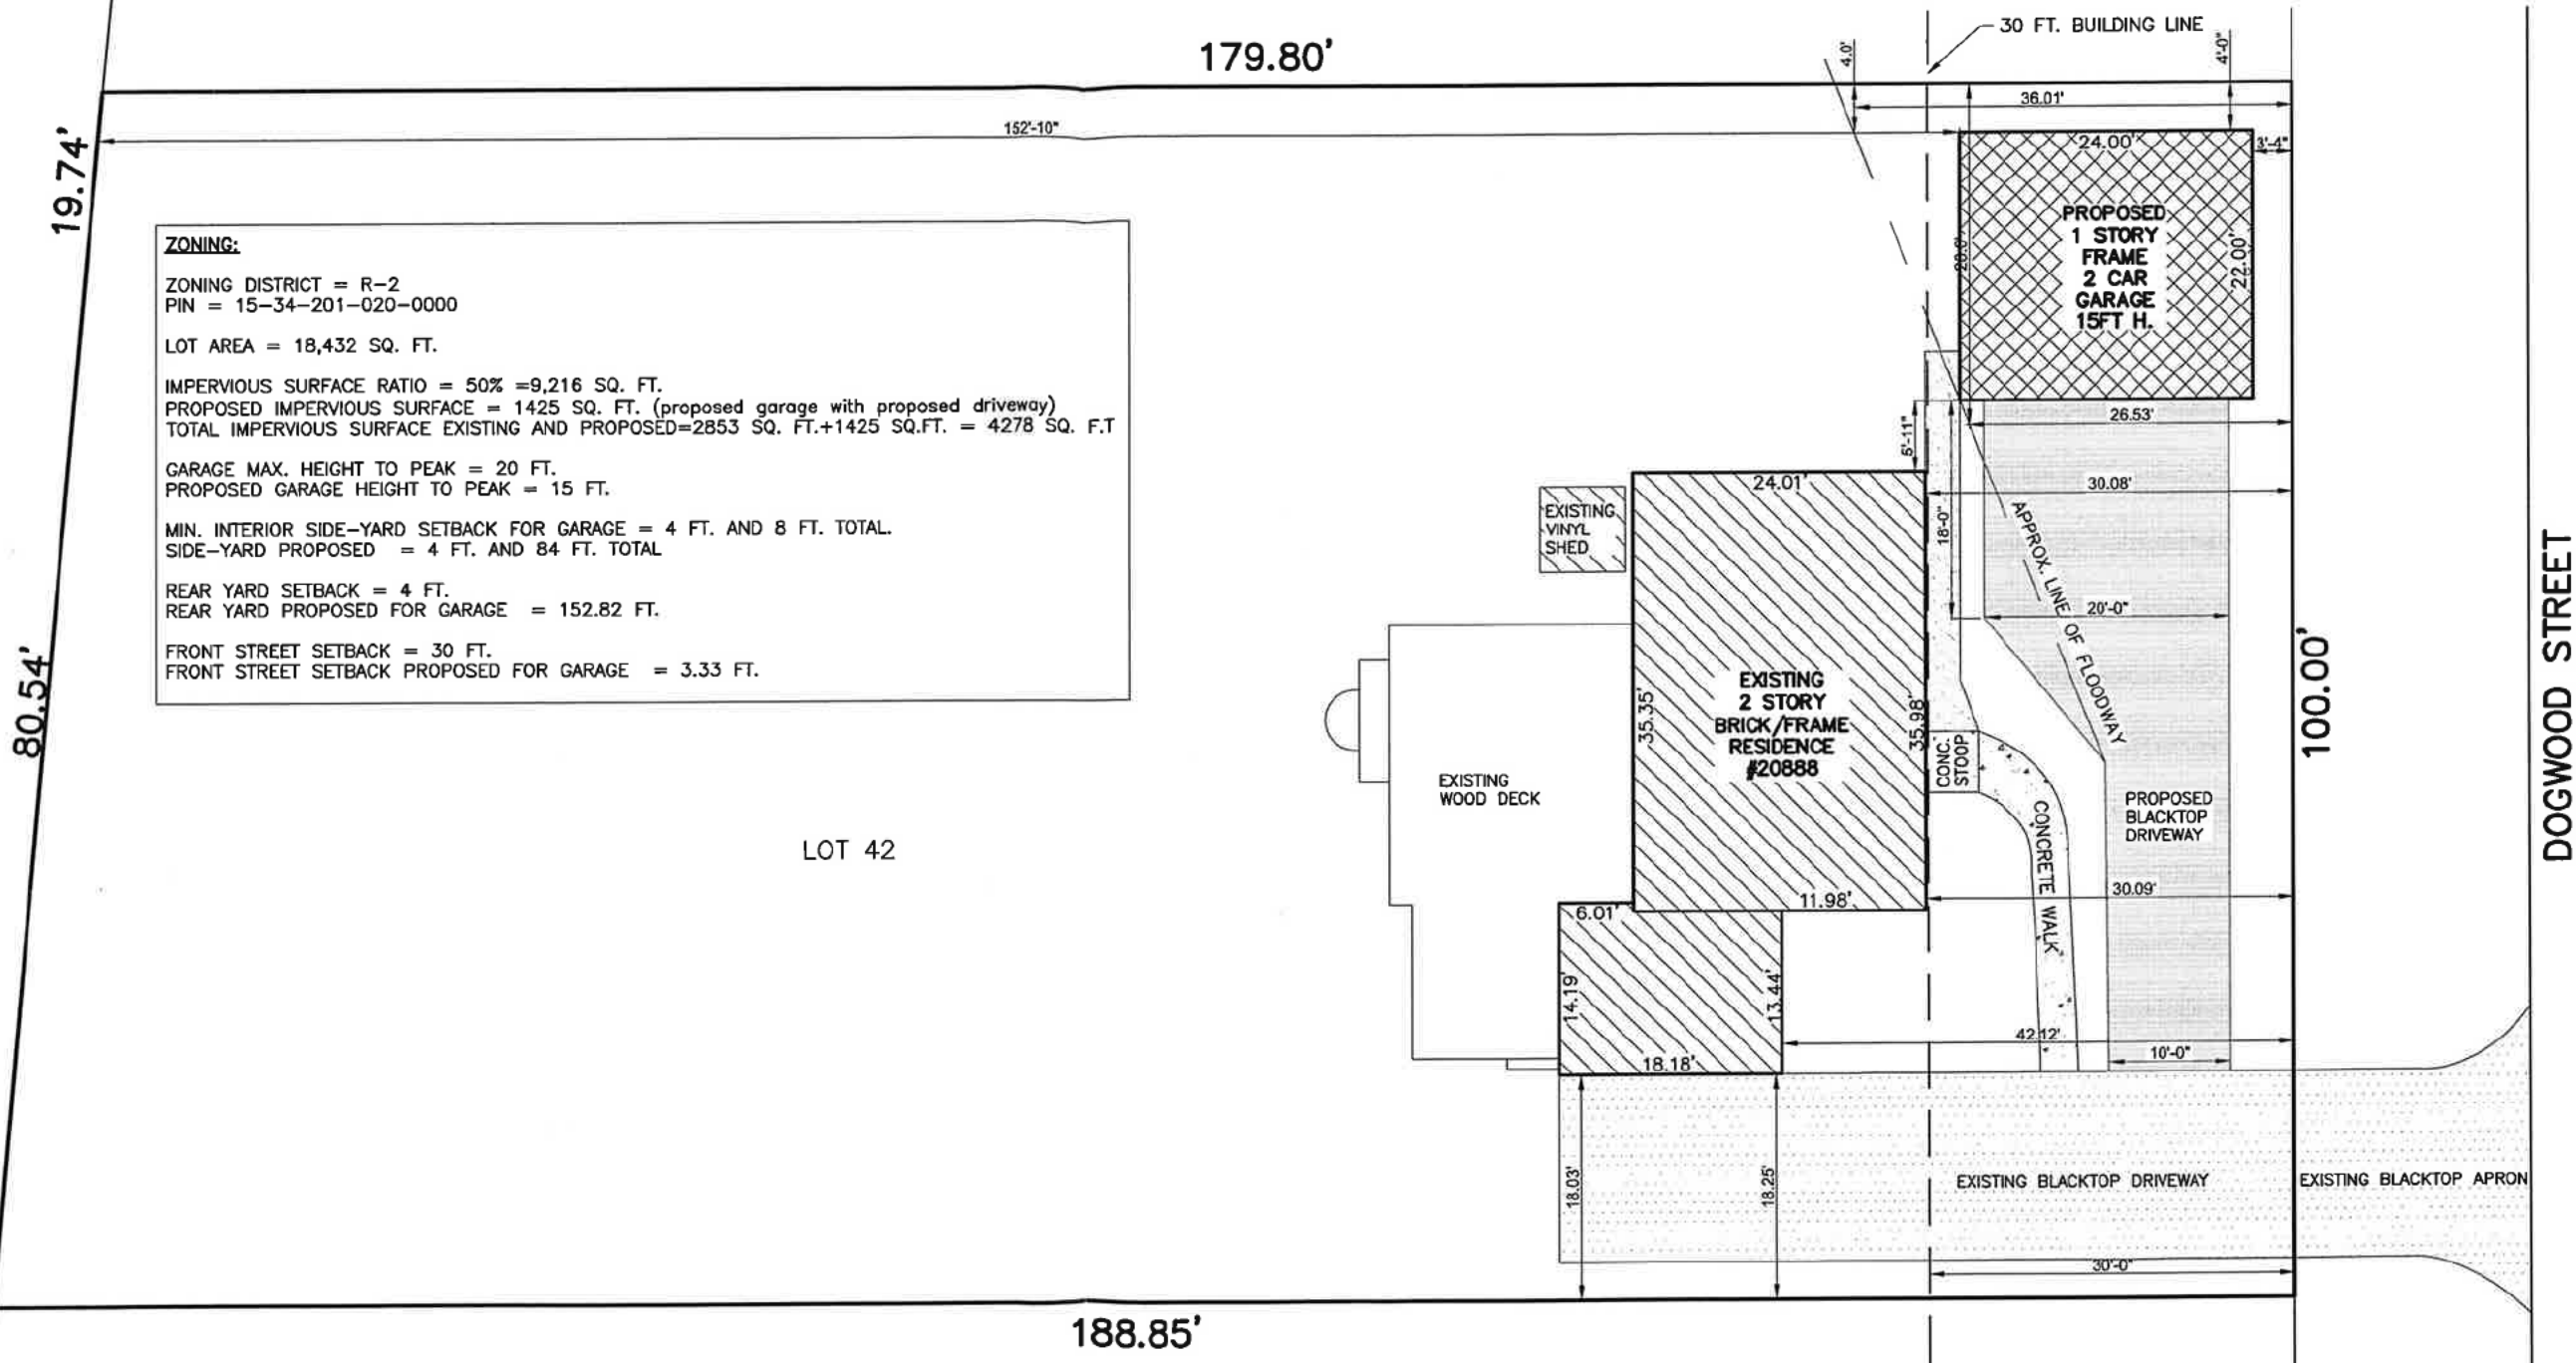 30 FT. BUILDING LINE
179.80'
4.0'
4'-0"
36.01'
152'-10"
24.00'
3'-4"
19.74'
PROPOSED
1 STORY
FRAME
2 CAR
GARAGE
15FT H.
22.00'
ZONING:
ZONING DISTRICT = R-2
PIN = 15-34-201-020-0000
LOT AREA = 18,432 SQ. FT.
IMPERVIOUS SURFACE RATIO = 50% =9,216 SQ. FT.
PROPOSED IMPERVIOUS SURFACE = 1425 SQ. FT. (proposed garage with proposed driveway)
TOTAL IMPERVIOUS SURFACE EXISTING AND PROPOSED=2853 SQ. FT.+1425 SQ.FT. = 4278 SQ. F.T
GARAGE MAX. HEIGHT TO PEAK = 20 FT.
PROPOSED GARAGE HEIGHT TO PEAK = 15 FT.
MIN. INTERIOR SIDE-YARD SETBACK FOR GARAGE = 4 FT. AND 8 FT. TOTAL.
SIDE-YARD PROPOSED = 4 FT. AND 84 FT. TOTAL
REAR YARD SETBACK = 4 FT.
REAR YARD PROPOSED FOR GARAGE = 152.82 FT.
FRONT STREET SETBACK = 30 FT.
FRONT STREET SETBACK PROPOSED FOR GARAGE = 3.33 FT.
26.53'
5'-11"
24.01'
30.08'
EXISTING
VINYL
SHED
18'-0"
APPROX. LINE OF FLOODWAY
20'-0"
80.54'
100.00'
DOGWOOD STREET
EXISTING
2 STORY
BRICK/FRAME
RESIDENCE
#20888
35.35'
35.98'
CONC.
STOOP
EXISTING
WOOD DECK
CONCRETE WALK
PROPOSED
BLACKTOP
DRIVEWAY
LOT 42
11.98'
30.09'
6.01'
14.19'
13.44'
42.12'
10'-0"
18.18'
18.03'
18.25'
EXISTING BLACKTOP DRIVEWAY
EXISTING BLACKTOP APRON
30'-0"
188.85'